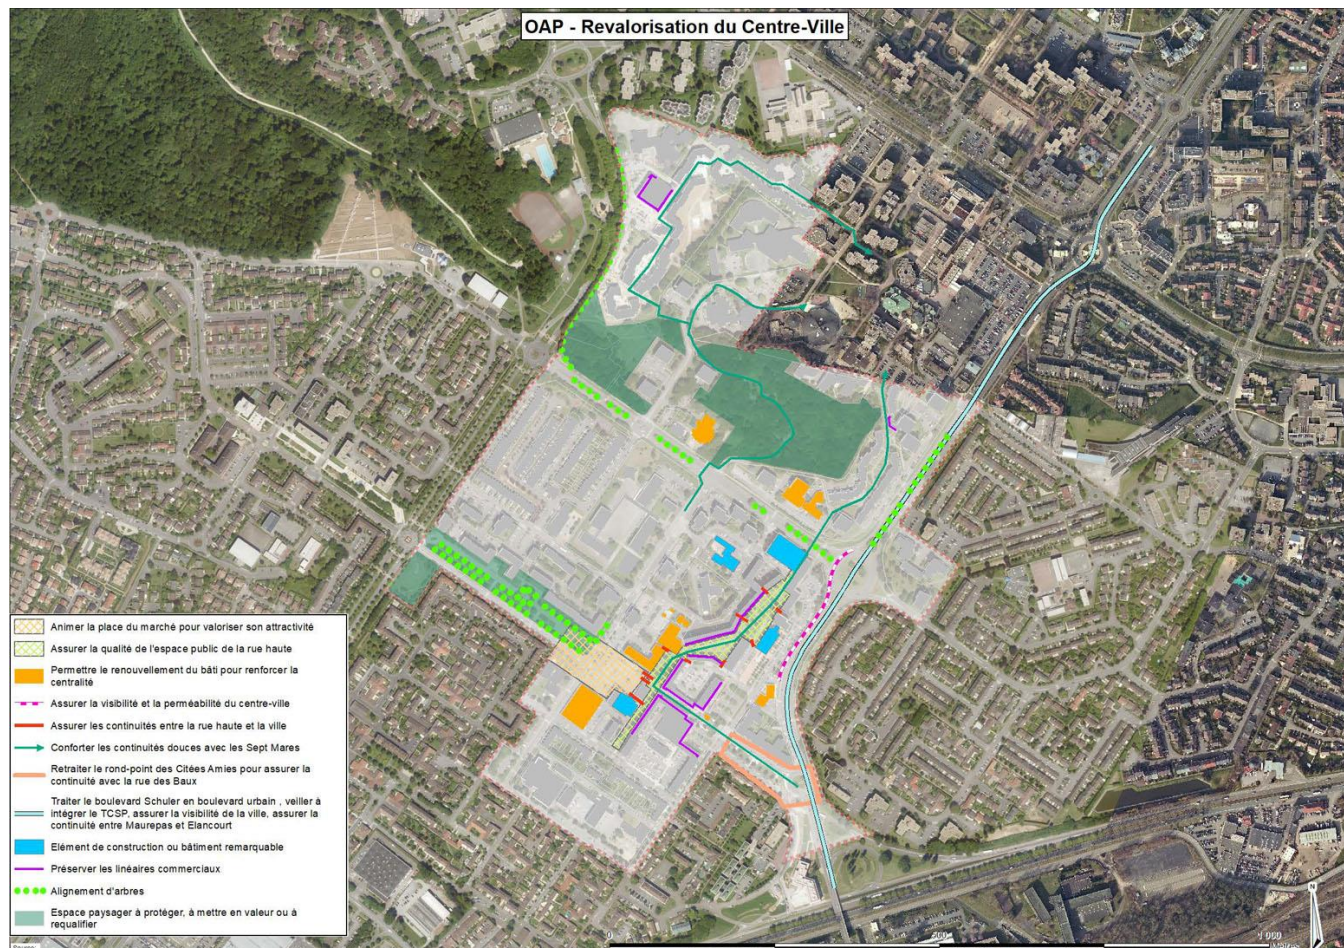 OAP - Revalorisation du Centre-Ville
Animer la place du marché pour valoriser son attractivité
Assurer la qualité de l'espace public de la rue haute
Permettre le renouvellement du bâti pour renforcer la
centralité
Assurer la visibilité et la perméabilité du centre-ville
Assurer les continuités entre la rue haute et la ville
Conforter les continuités douces avec les Sept Mares
Retraiter le rond-point des Citées Amies pour assurer la
continuité avec la rue des Baux
Traiter le boulevard Schuler en boulevard urbain , veiller à
intégrer le TCSP, assurer la visibilité de la ville, assurer la
continuité entre Maurepas et Elancourt
Elément de construction ou bâtiment remarquable
Préserver les linéaires commerciaux
Alignement d'arbres
Espace paysager à protéger, à mettre en valeur ou à
requalifier
0 500 1 000
N